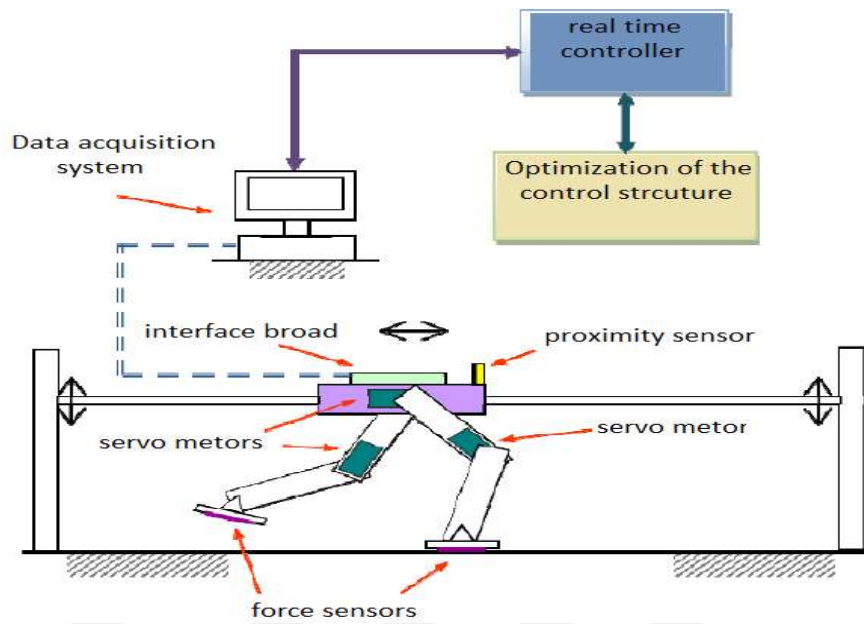 real time
controller
Data acquisition
system
Optimization of the
control strcuture
interface broad
proximity sensor
servo metors
servo metor
force sensors